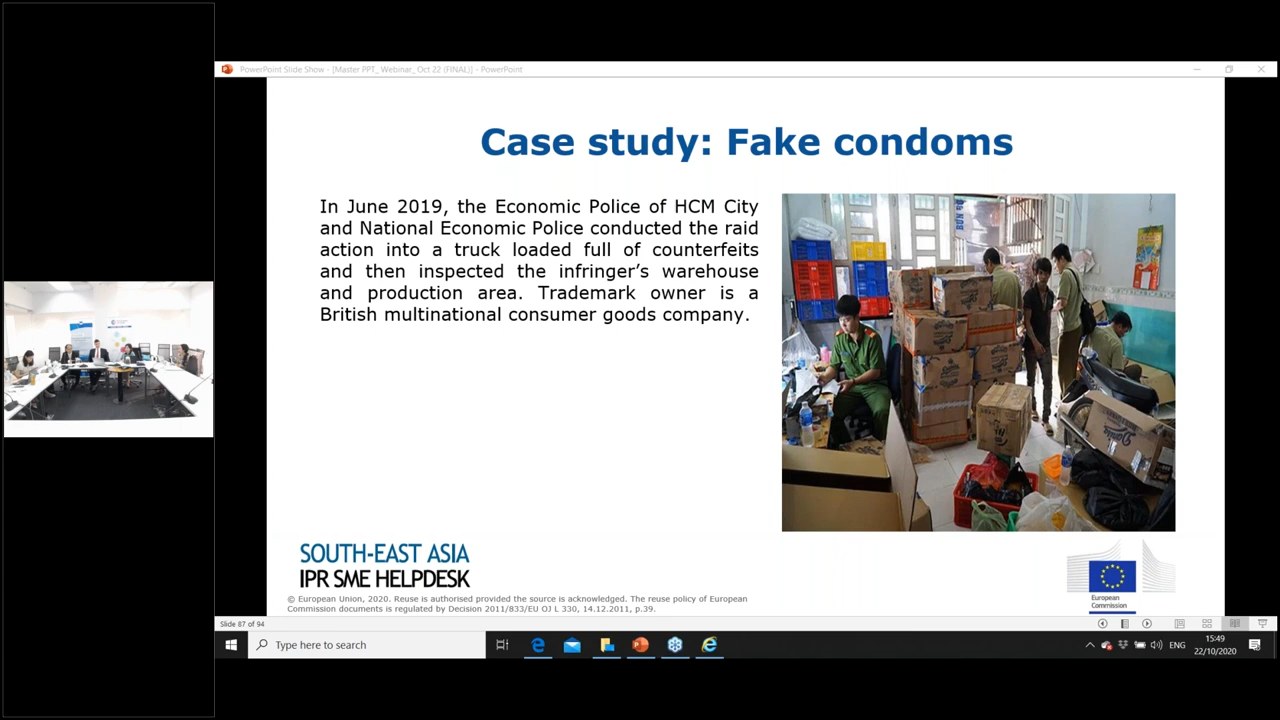 PowerPoint Slide Show - [Master PPT_ Webinar_ Oct 22 (FINAL)] - PowerPoint
Case study: Fake condoms
In June 2019, the Economic Police of HCM City
and National Economic Police conducted the raid
action into a truck loaded full of counterfeits
and then inspected the infringer’s warehouse
and production area. Trademark owner is a
British multinational consumer goods company.
SOUTH-EAST ASIA
IPR SME HELPDESK
© European Union, 2020. Reuse is authorised provided the source is acknowledged. The reuse policy of European
Commission documents is regulated by Decision 2011/833/EU OJ L 330, 14.12.2011, p.39.
European
Commission
Slide 87 of 94
Type here to search
ENG
15:49
22/10/2020